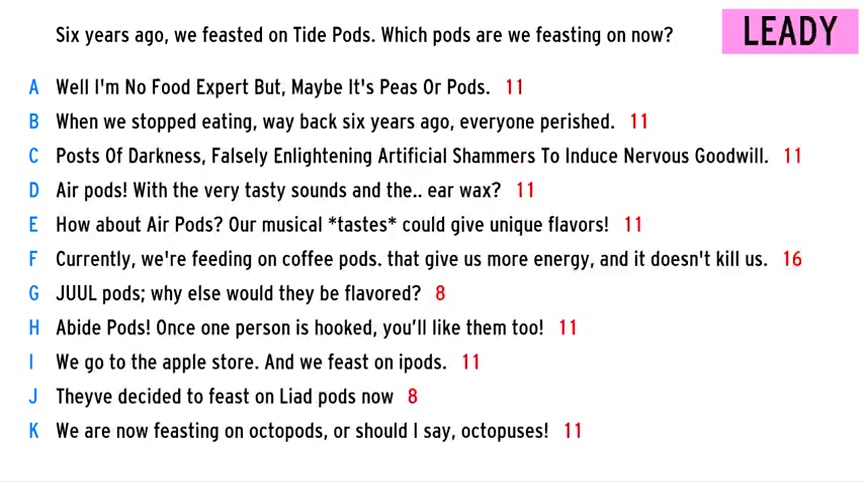 Six years ago, we feasted on Tide Pods. Which pods are we feasting on now?
LEADY
A Well I'm No Food Expert But, Maybe It's Peas Or Pods. 11
B When we stopped eating, way back six years ago, everyone perished. 11
C Posts Of Darkness, Falsely Enlightening Artificial Shammers To Induce Nervous Goodwill. 11
D Air pods! With the very tasty sounds and the.. ear wax? 11
E How about Air Pods? Our musical *tastes* could give unique flavors! 11
F Currently, we're feeding on coffee pods. that give us more energy, and it doesn't kill us. 16
G JUUL pods; why else would they be flavored? 8
H Abide Pods! Once one person is hooked, you'll like them too! 11
I We go to the apple store. And we feast on ipods. 11
J Theyve decided to feast on Liad pods now 8
K We are now feasting on octopods, or should I say, octopuses! 11